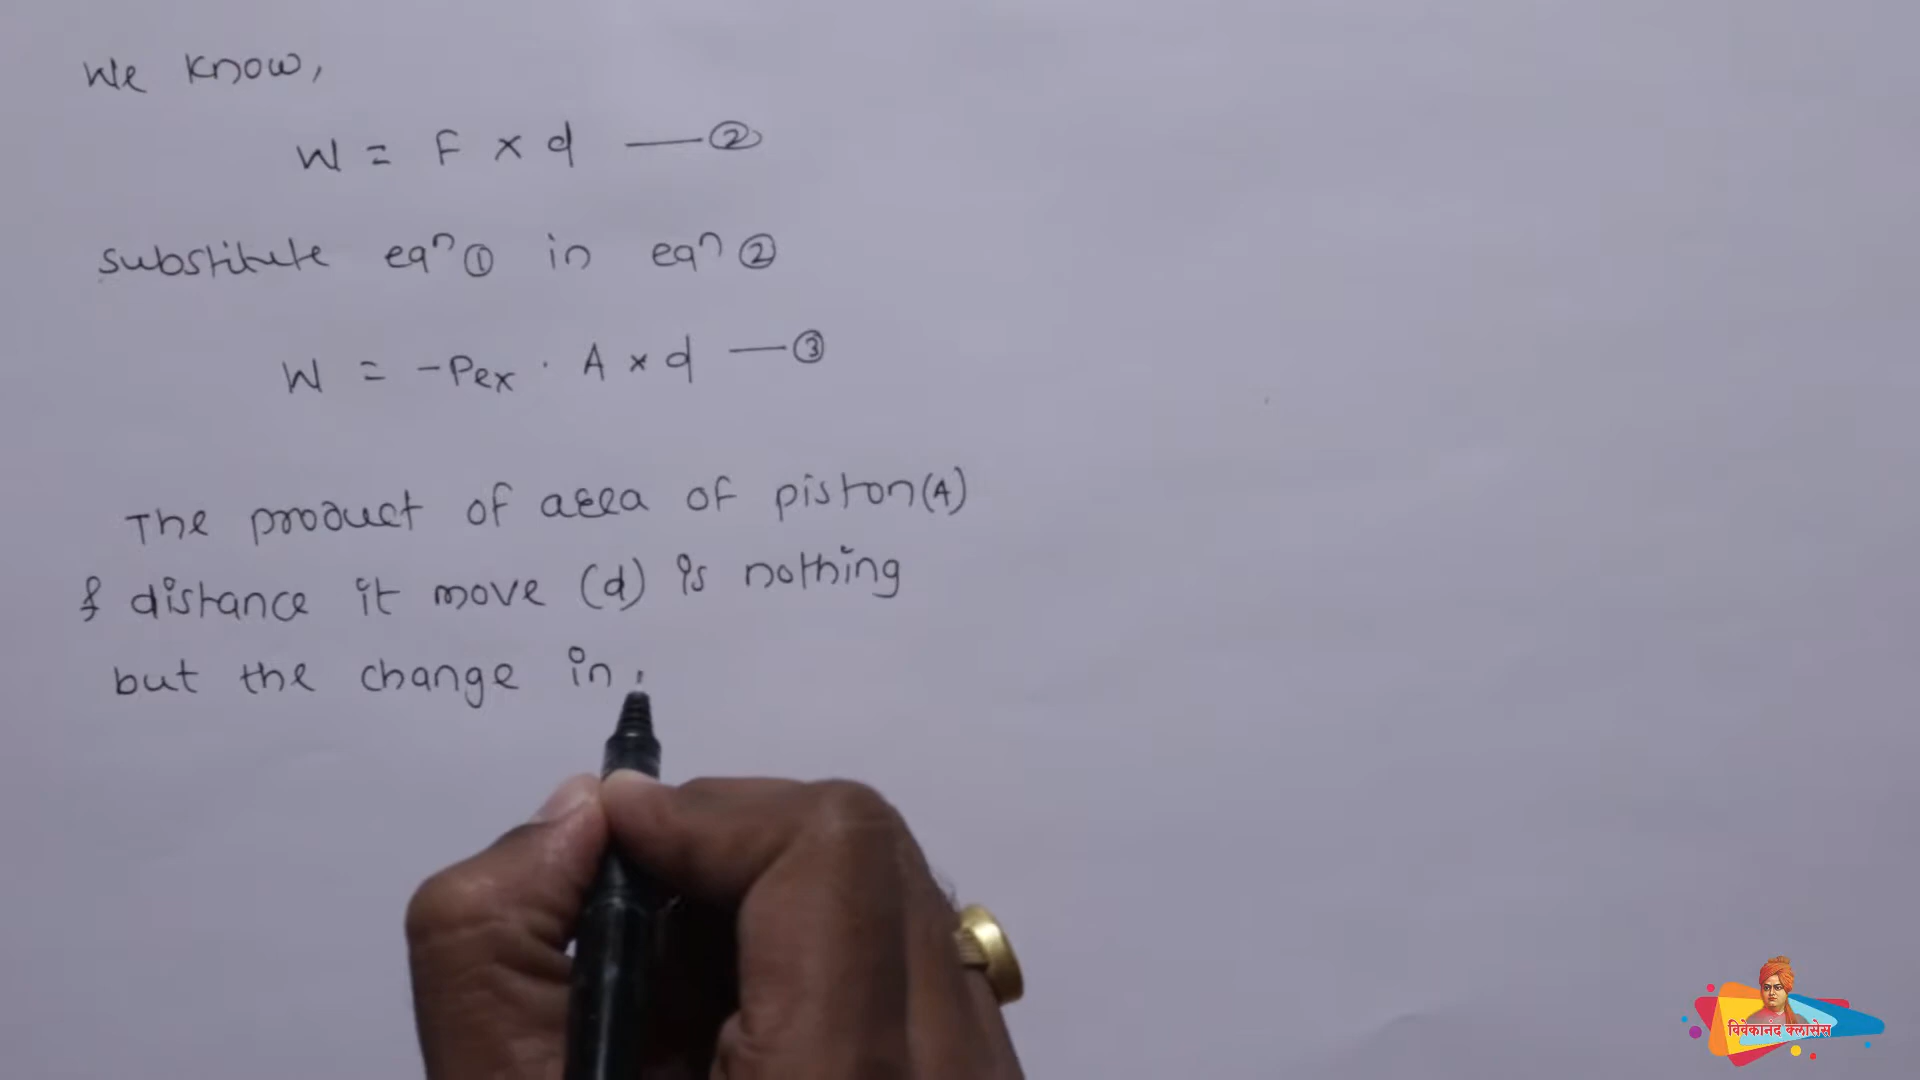 We know,
W = F × d —②
substitute eqⁿ ① in eqⁿ ②
W = -Pex · A × d —③
The product of area of piston(A)
& distance it move (d) is nothing
but the change in
विवेकानंद क्लासेस